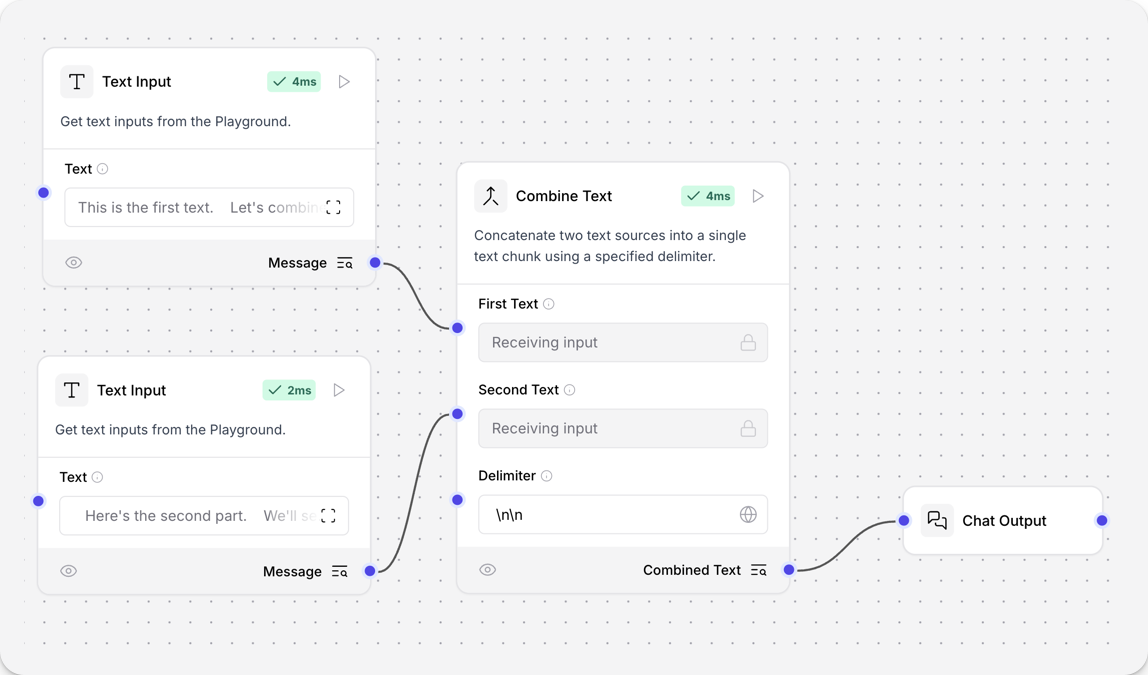 Text Input
4ms
Get text inputs from the Playground.
Text
This is the first text. Let's combin
Message
Text Input
2ms
Get text inputs from the Playground.
Text
Here's the second part. We'll se
Message
Combine Text
4ms
Concatenate two text sources into a single
text chunk using a specified delimiter.
First Text
Receiving input
Second Text
Receiving input
Delimiter
\n\n
Combined Text
Chat Output